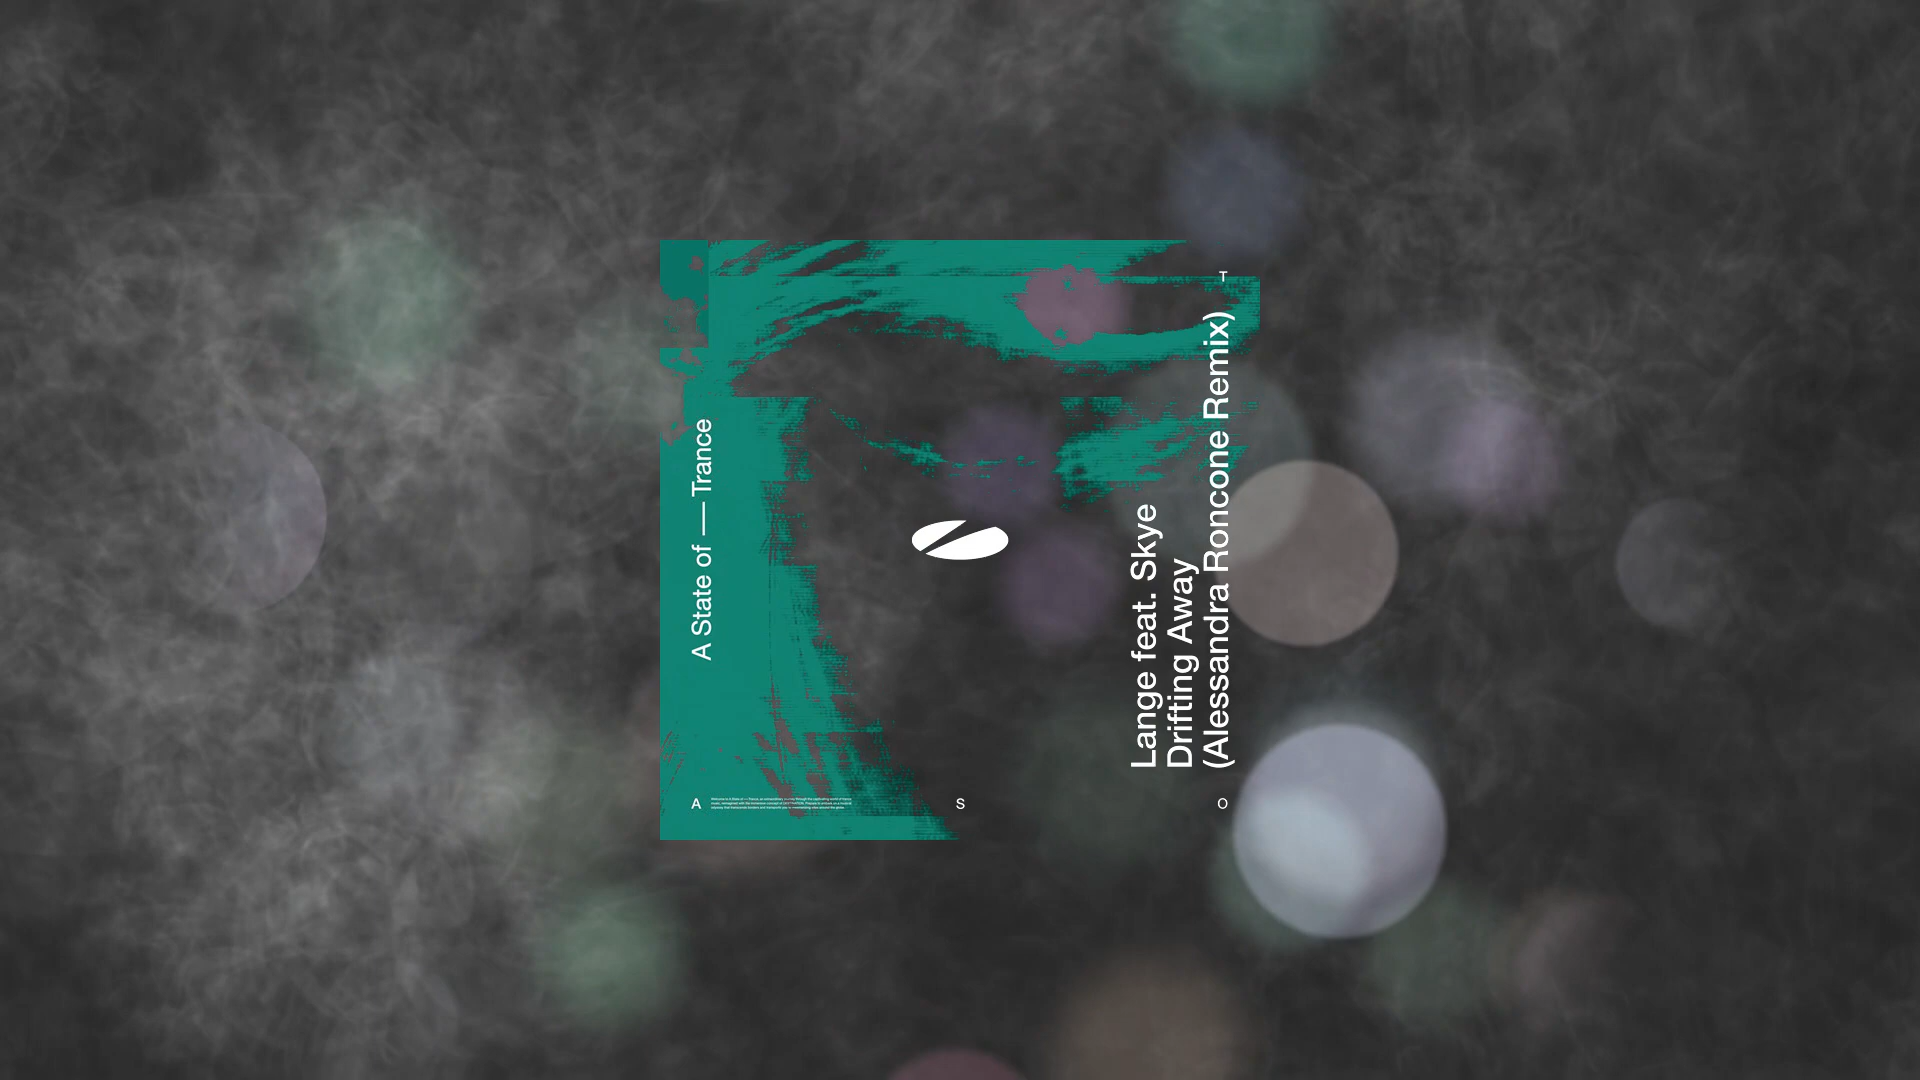 T
A State of — Trance
Lange feat. Skye
Drifting Away
(Alessandra Roncone Remix)
A
S
O